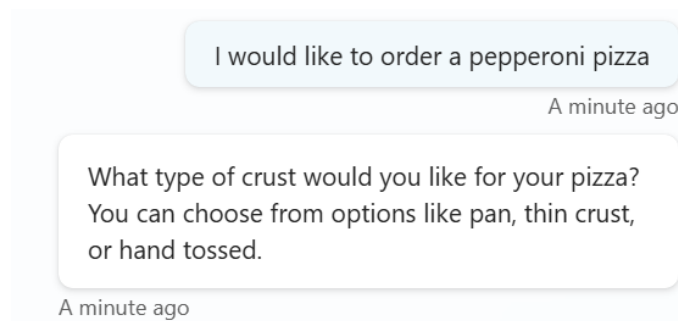 I would like to order a pepperoni pizza
A minute ago
What type of crust would you like for your pizza?
You can choose from options like pan, thin crust,
or hand tossed.
A minute ago